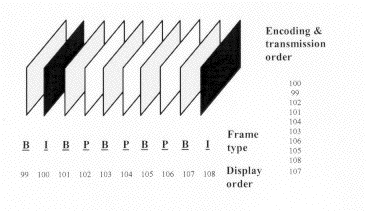 Encoding &
transmission
order
100
99
102
101
104
103
106
105
108
107
Frame
type
B I B P B P B P B I
99 100 101 102 103 104 105 106 107 108
Display
order